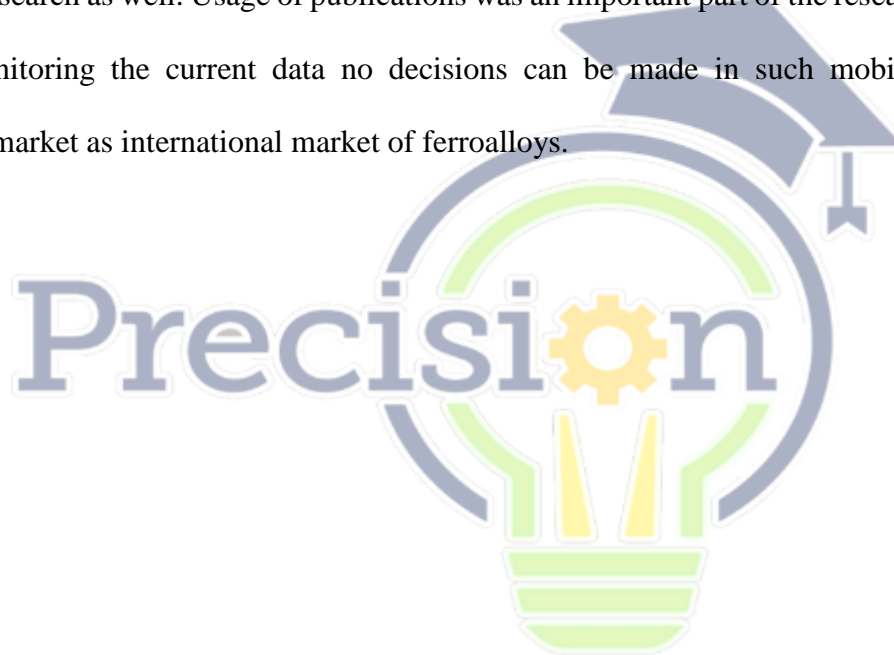 search as well. Usage of publications was an important part of the resea
nitoring the current data no decisions can be made in such mobi
market as international market of ferroalloys.
Precision